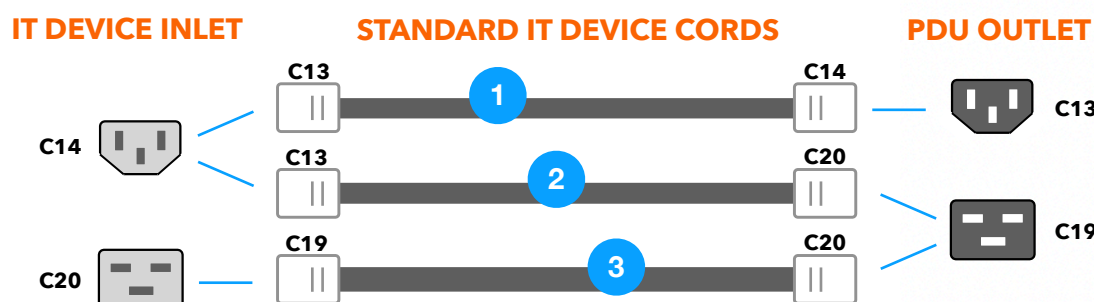 IT DEVICE INLET STANDARD IT DEVICE CORDS PDU OUTLET
C13 C14
1
C14 C13
C13 C20
2
C19
C19 C20
C20 3